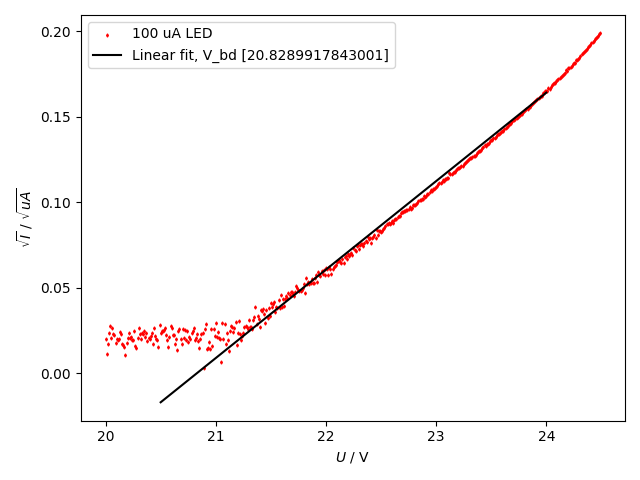 100 uA LED
Linear fit, V_bd [20.8289917843001]
0.20
0.15
0.10
0.05
0.00
√I / √uA
20 21 22 23 24
U / V